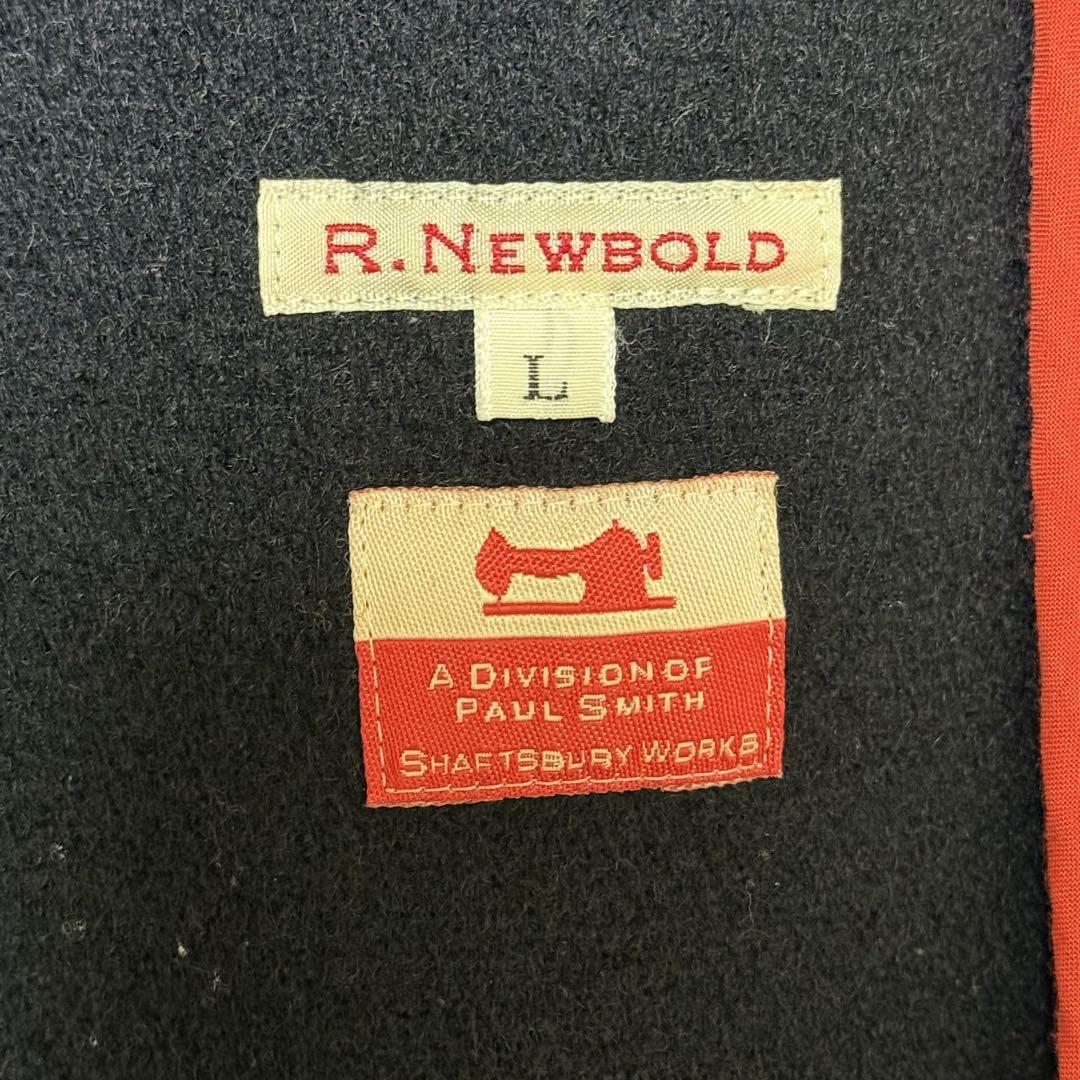 R. NEWBOLD
L
A DIVISION OF
PAUL SMITH
SHAFTSBURY WORKS